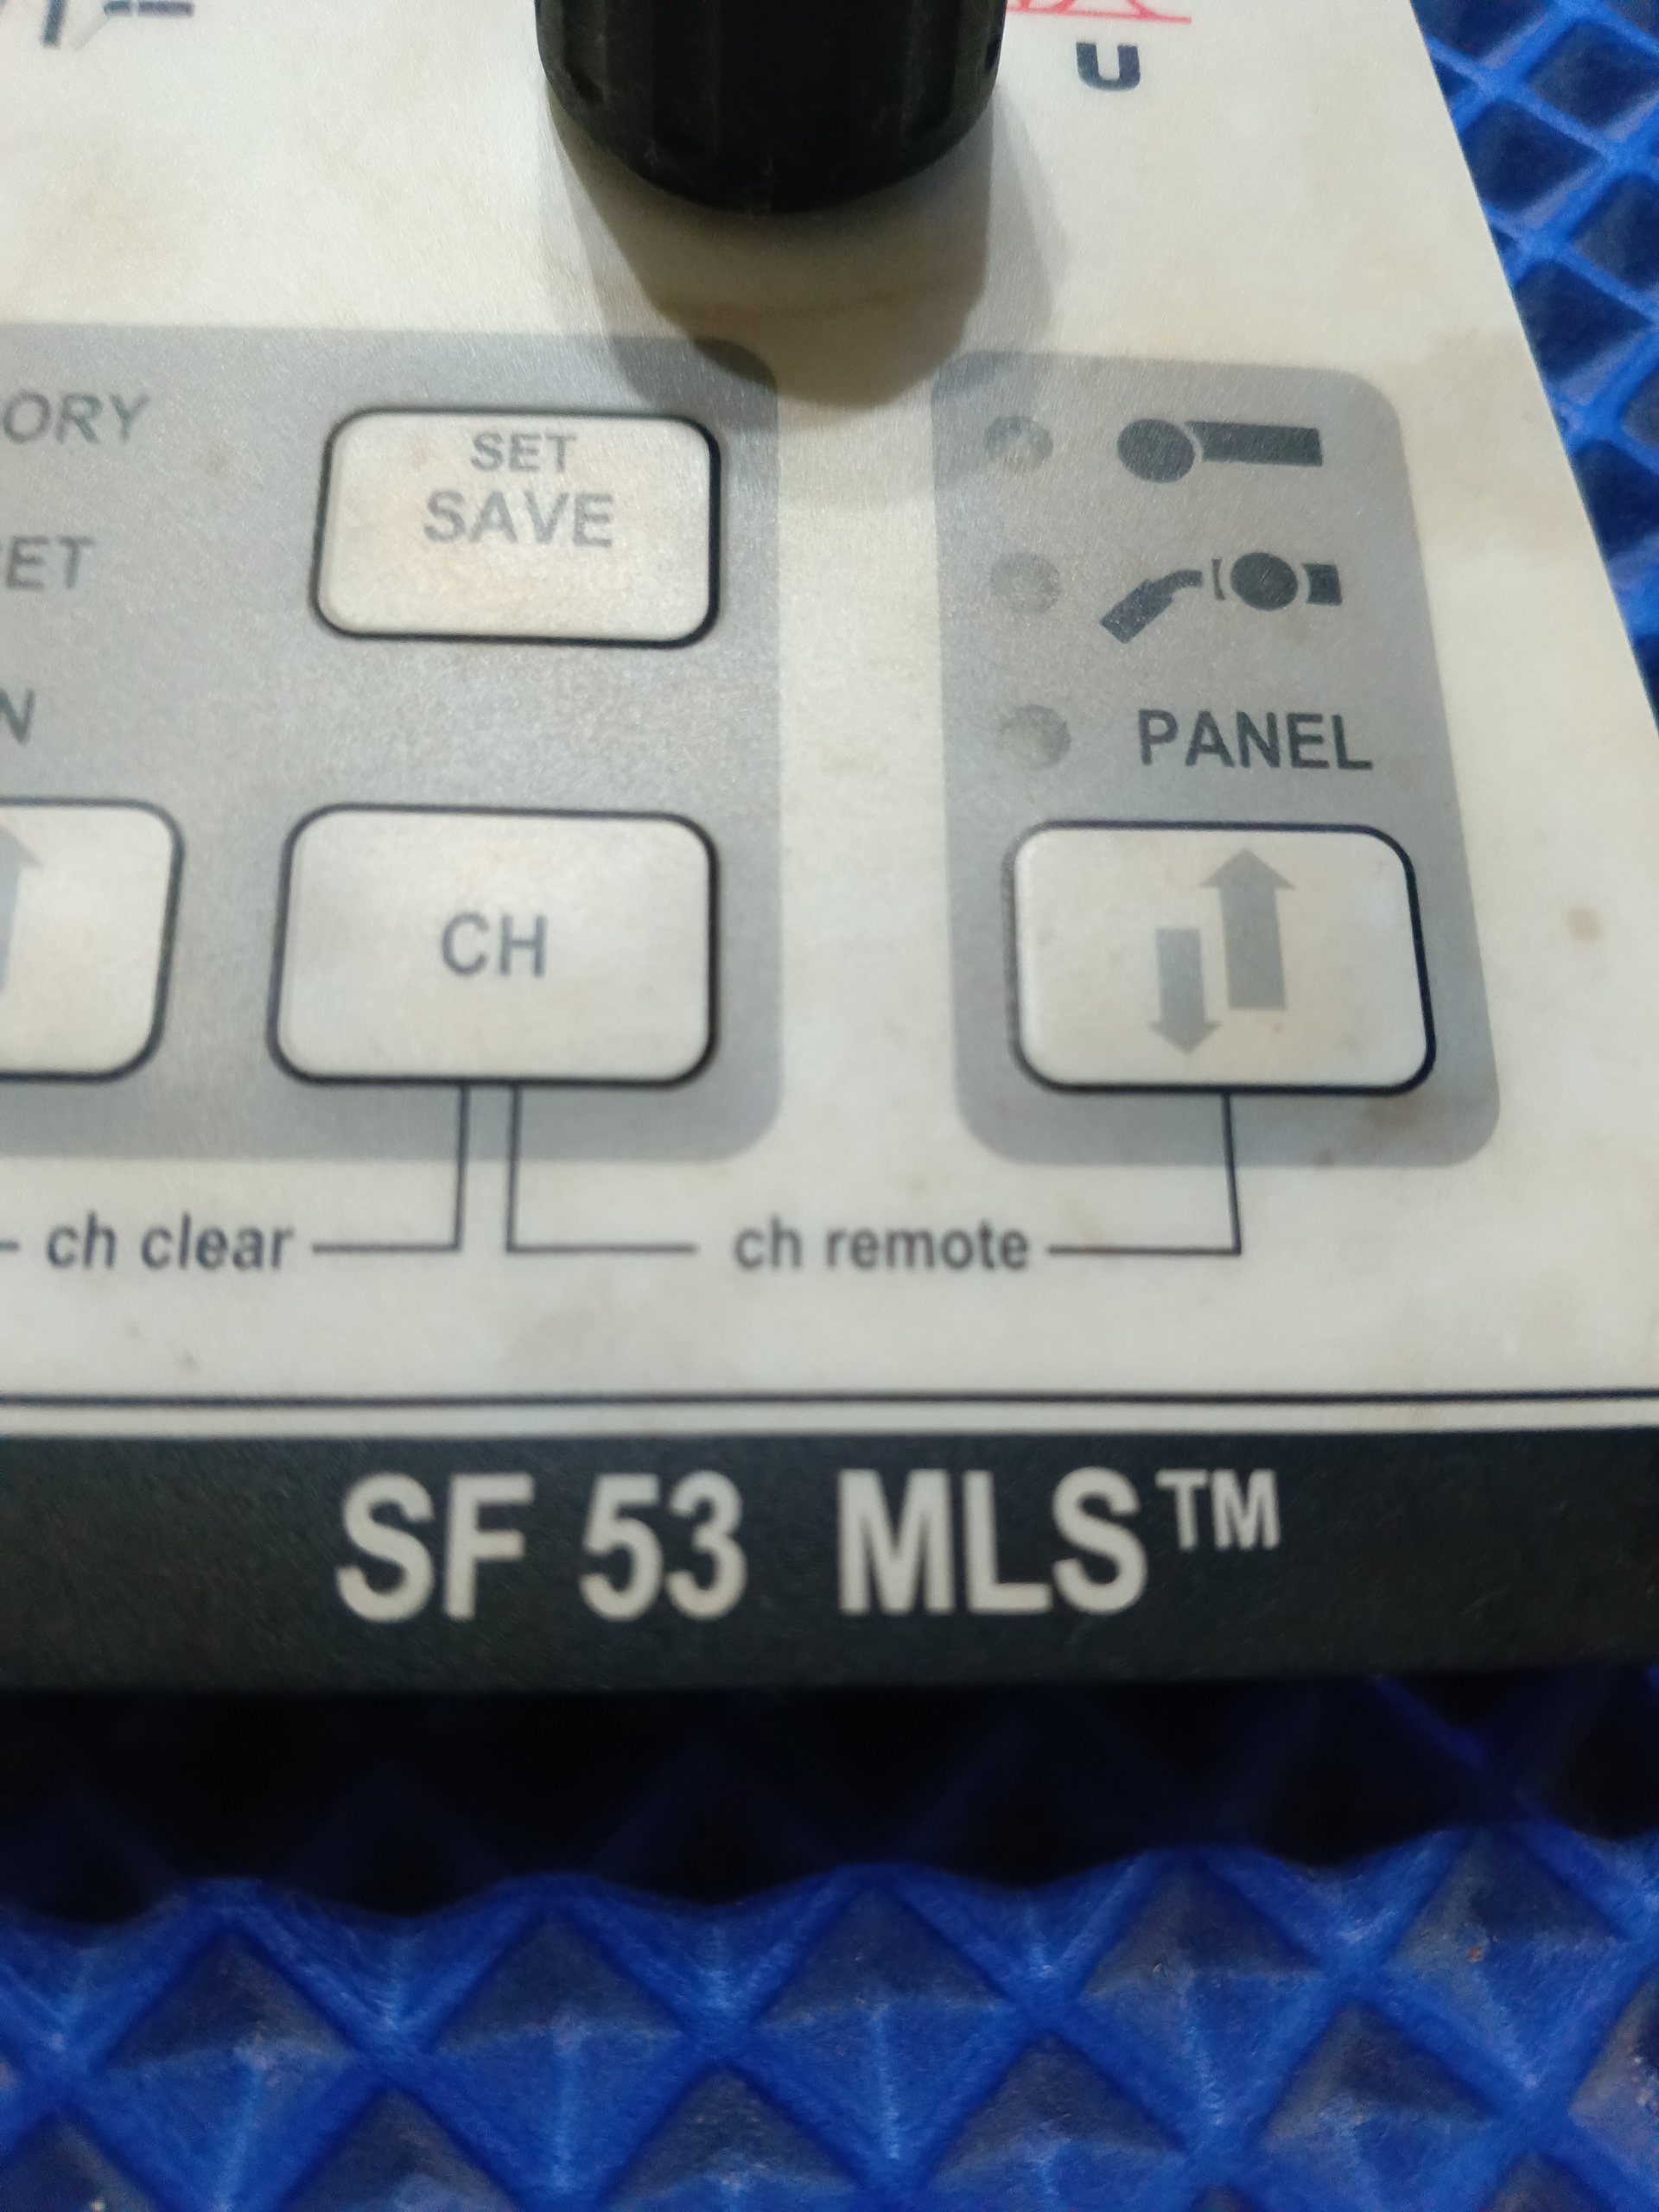 U
ORY
SET
SAVE
ET
N
PANEL
CH
ch clear
ch remote
SF 53 MLS™